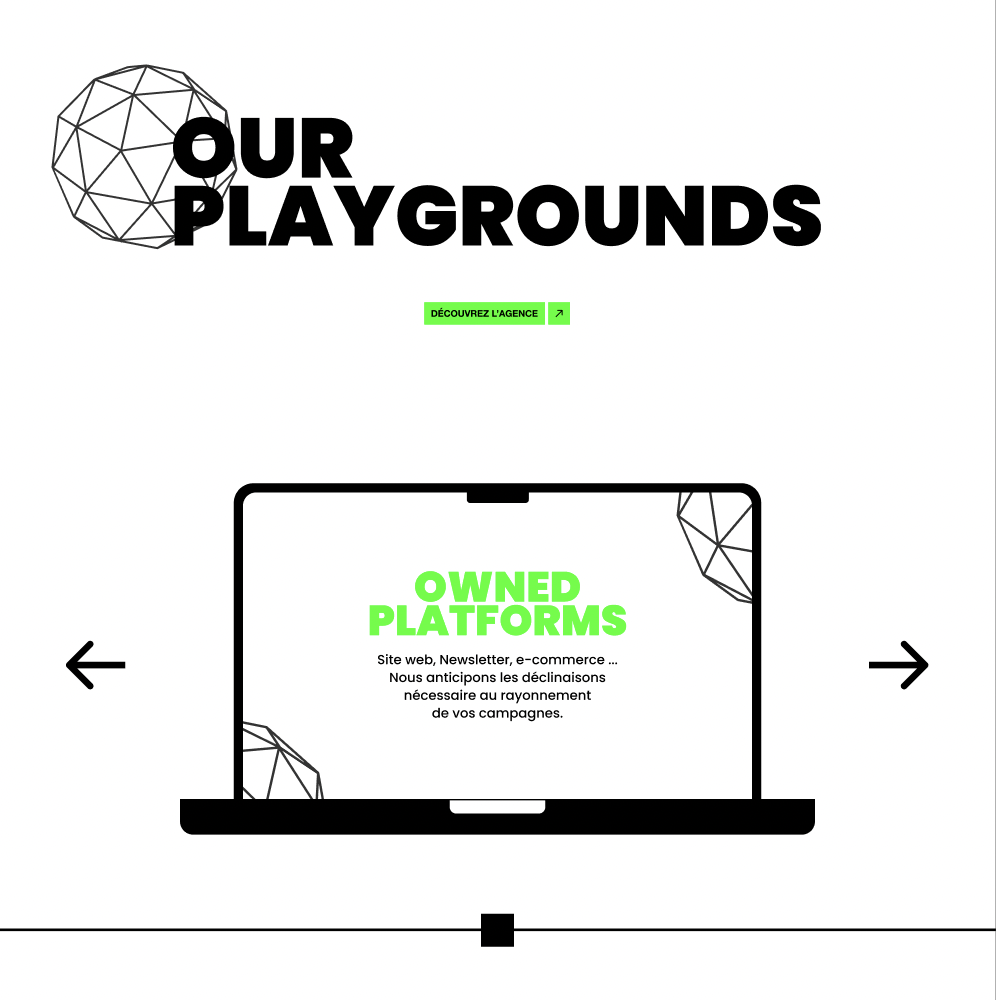 OUR
PLAYGROUNDS
DÉCOUVREZ L'AGENCE
OWNED
PLATFORMS
Site web, Newsletter, e-commerce ...
Nous anticipons les déclinaisons
nécessaire au rayonnement
de vos campagnes.